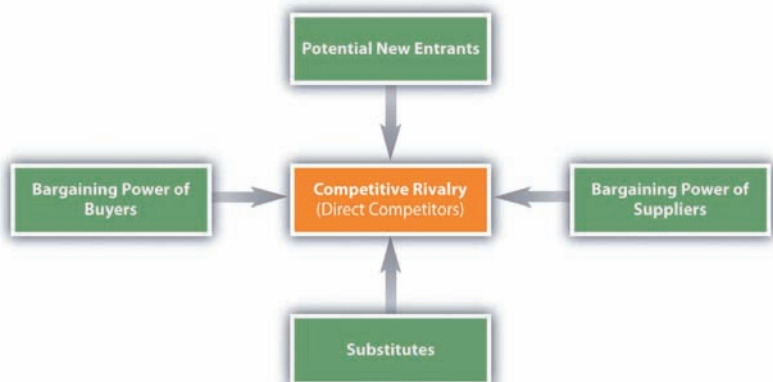 Potential New Entrants
Bargaining Power of
Buyers
Competitive Rivalry
(Direct Competitors)
Bargaining Power of
Suppliers
Substitutes